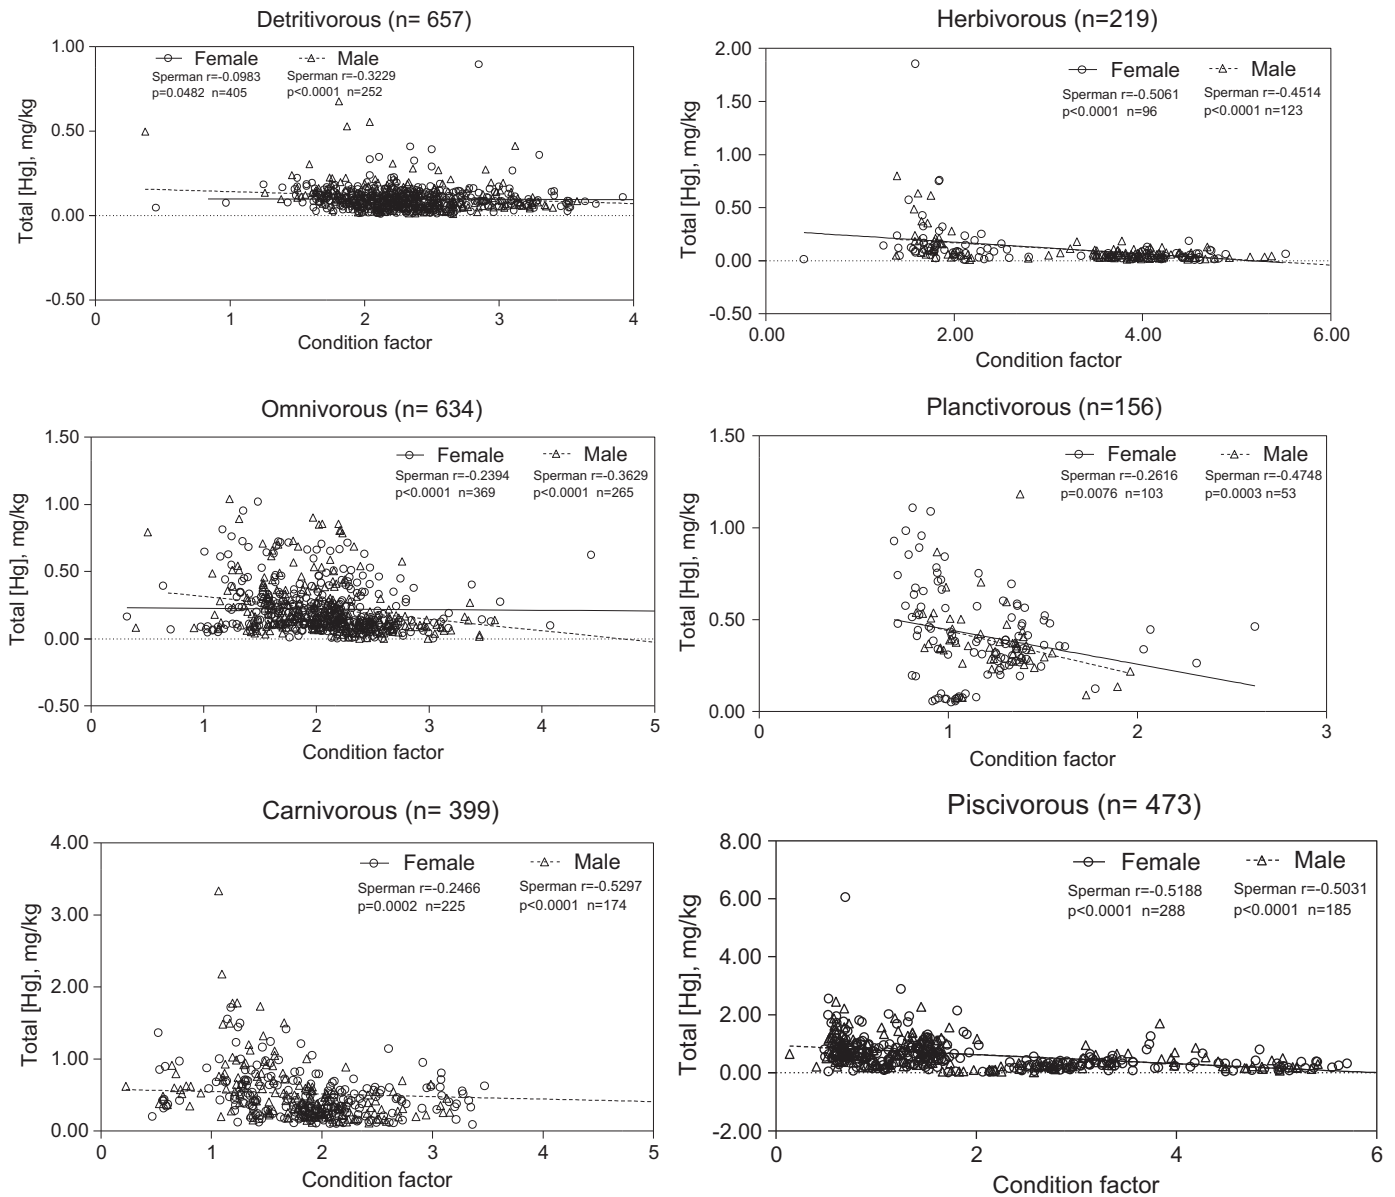 Detritivorous (n= 657)
Female Male
Sperman r=-0.0983 Sperman r=-0.3229
p=0.0482 n=405 p<0.0001 n=252
1.00
0.50
0.00
-0.50
Total [Hg], mg/kg
0 1 2 3 4
Condition factor
Herbivorous (n=219)
Female Male
Sperman r=-0.5061 Sperman r=-0.4514
p<0.0001 n=96 p<0.0001 n=123
2.00
1.50
1.00
0.50
0.00
-0.50
Total [Hg], mg/kg
0.00 2.00 4.00 6.00
Condition factor
Omnivorous (n= 634)
Female Male
Sperman r=-0.2394 Sperman r=-0.3629
p<0.0001 n=369 p<0.0001 n=265
1.50
1.00
0.50
0.00
-0.50
Total [Hg], mg/kg
0 1 2 3 4 5
Condition factor
Planctivorous (n=156)
Female Male
Sperman r=-0.2616 Sperman r=-0.4748
p=0.0076 n=103 p=0.0003 n=53
1.50
1.00
0.50
0.00
Total [Hg], mg/kg
0 1 2 3
Condition factor
Carnivorous (n= 399)
Female Male
Sperman r=-0.2466 Sperman r=-0.5297
p=0.0002 n=225 p<0.0001 n=174
4.00
3.00
2.00
1.00
0.00
Total [Hg], mg/kg
0 1 2 3 4 5
Condition factor
Piscivorous (n= 473)
Female Male
Sperman r=-0.5188 Sperman r=-0.5031
p<0.0001 n=288 p<0.0001 n=185
8.00
6.00
4.00
2.00
0.00
-2.00
Total [Hg], mg/kg
0 2 4 6
Condition factor